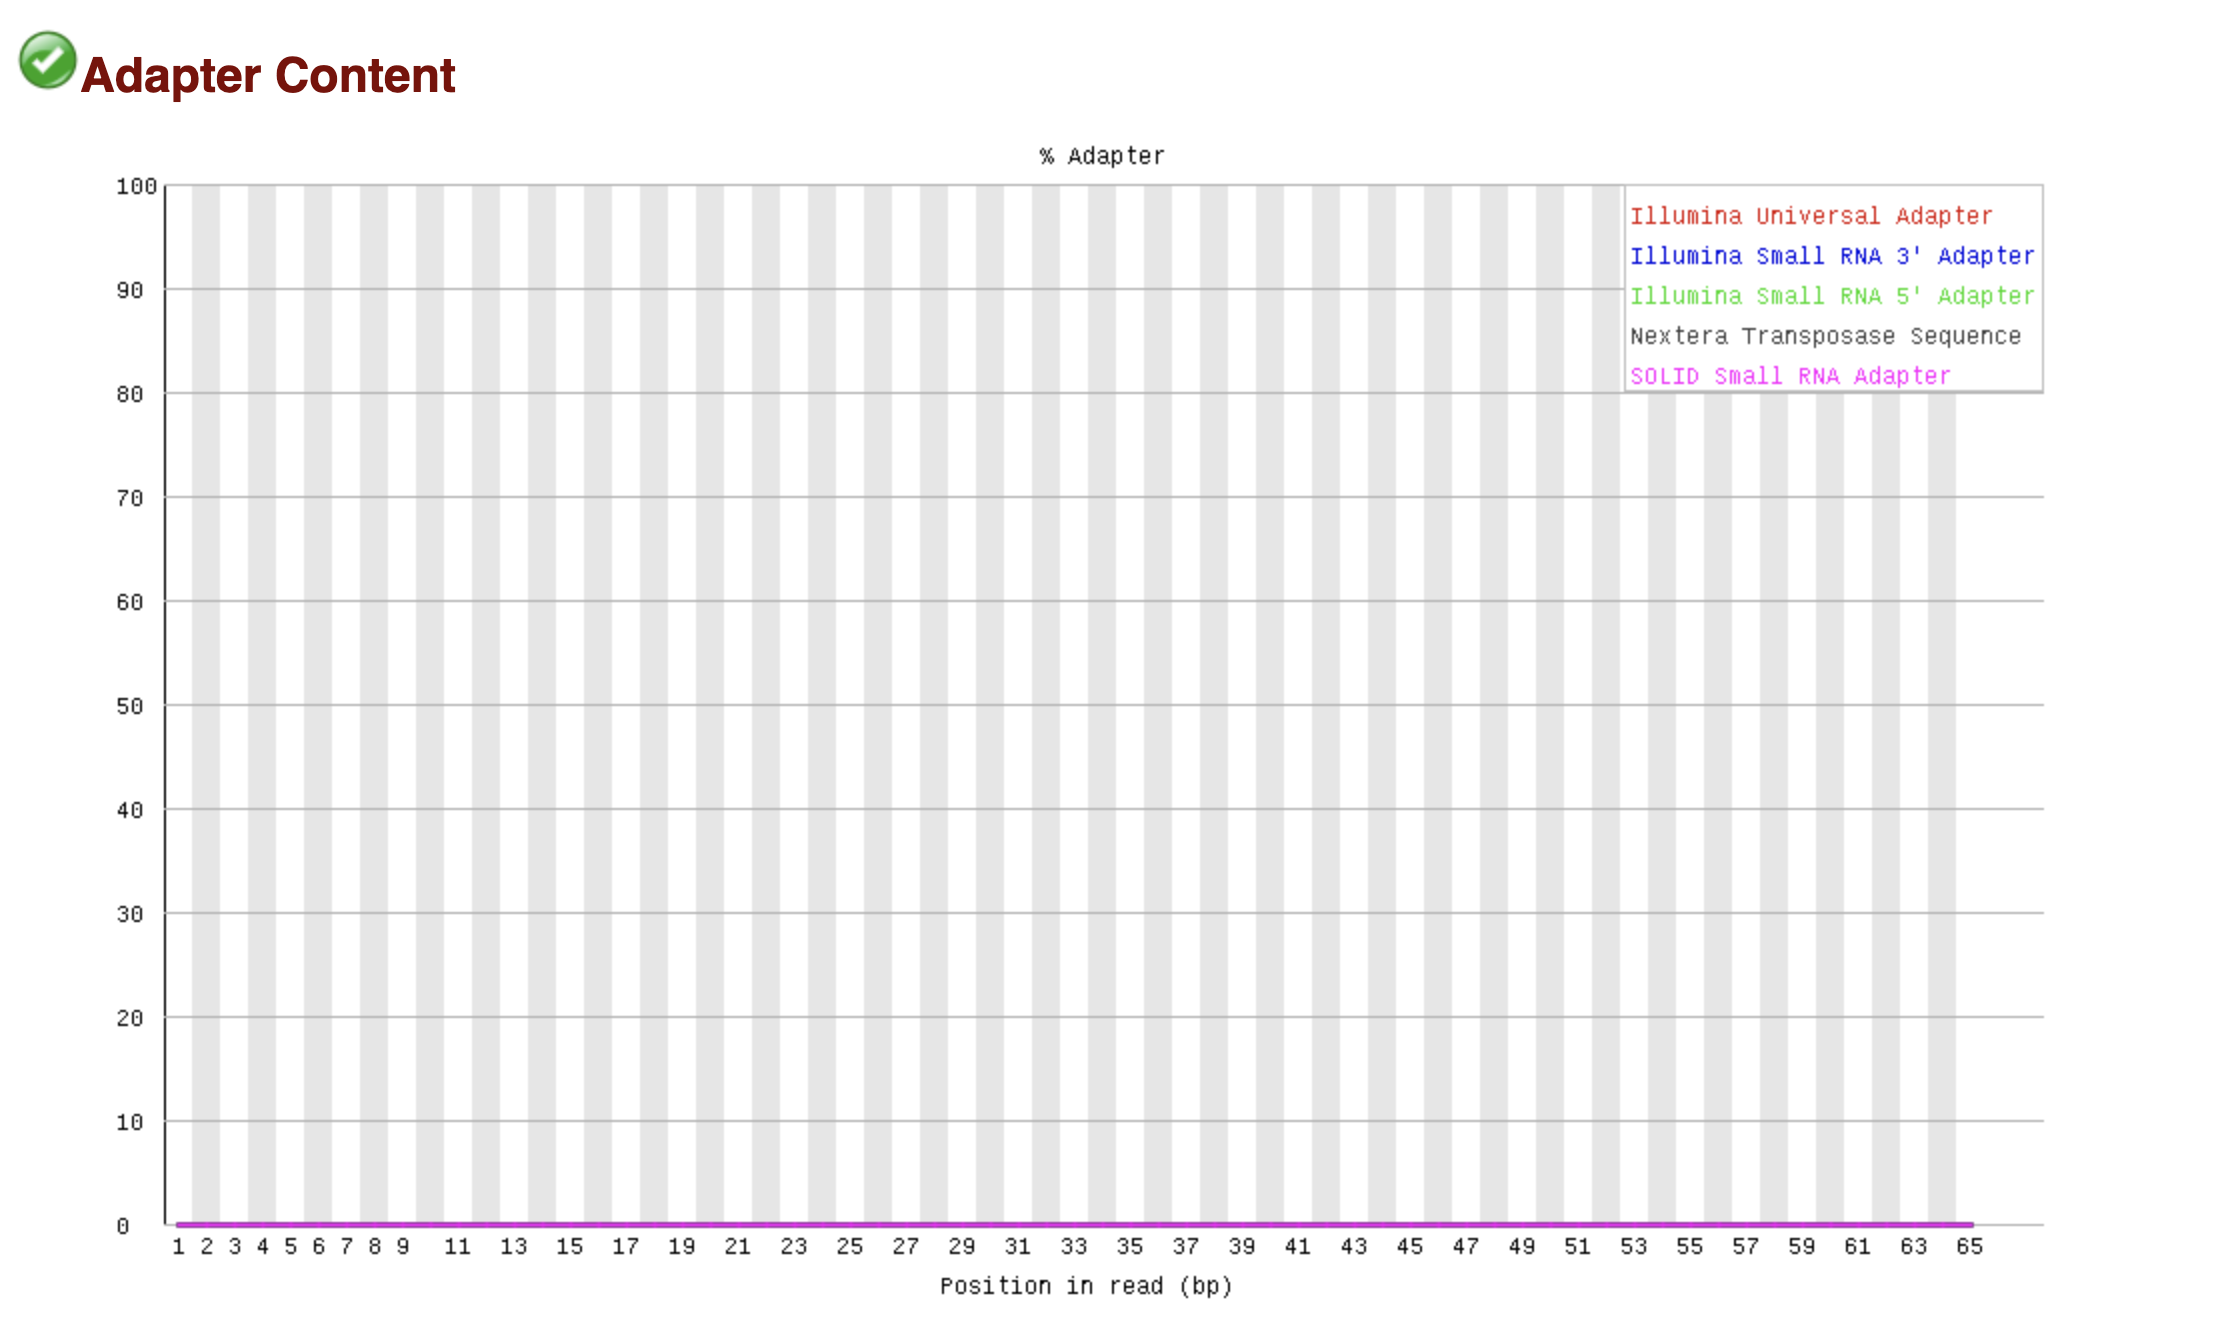 Adapter Content
% Adapter
100
Illumina Universal Adapter
Illumina Small RNA 3' Adapter
90
Illumina Small RNA 5' Adapter
Nextera Transposase Sequence
SOLID Small RNA Adapter
80
70
60
50
40
30
20
10
0
1 2 3 4 5 6 7 8 9 11 13 15 17 19 21 23 25 27 29 31 33 35 37 39 41 43 45 47 49 51 53 55 57 59 61 63 65
Position in read (bp)